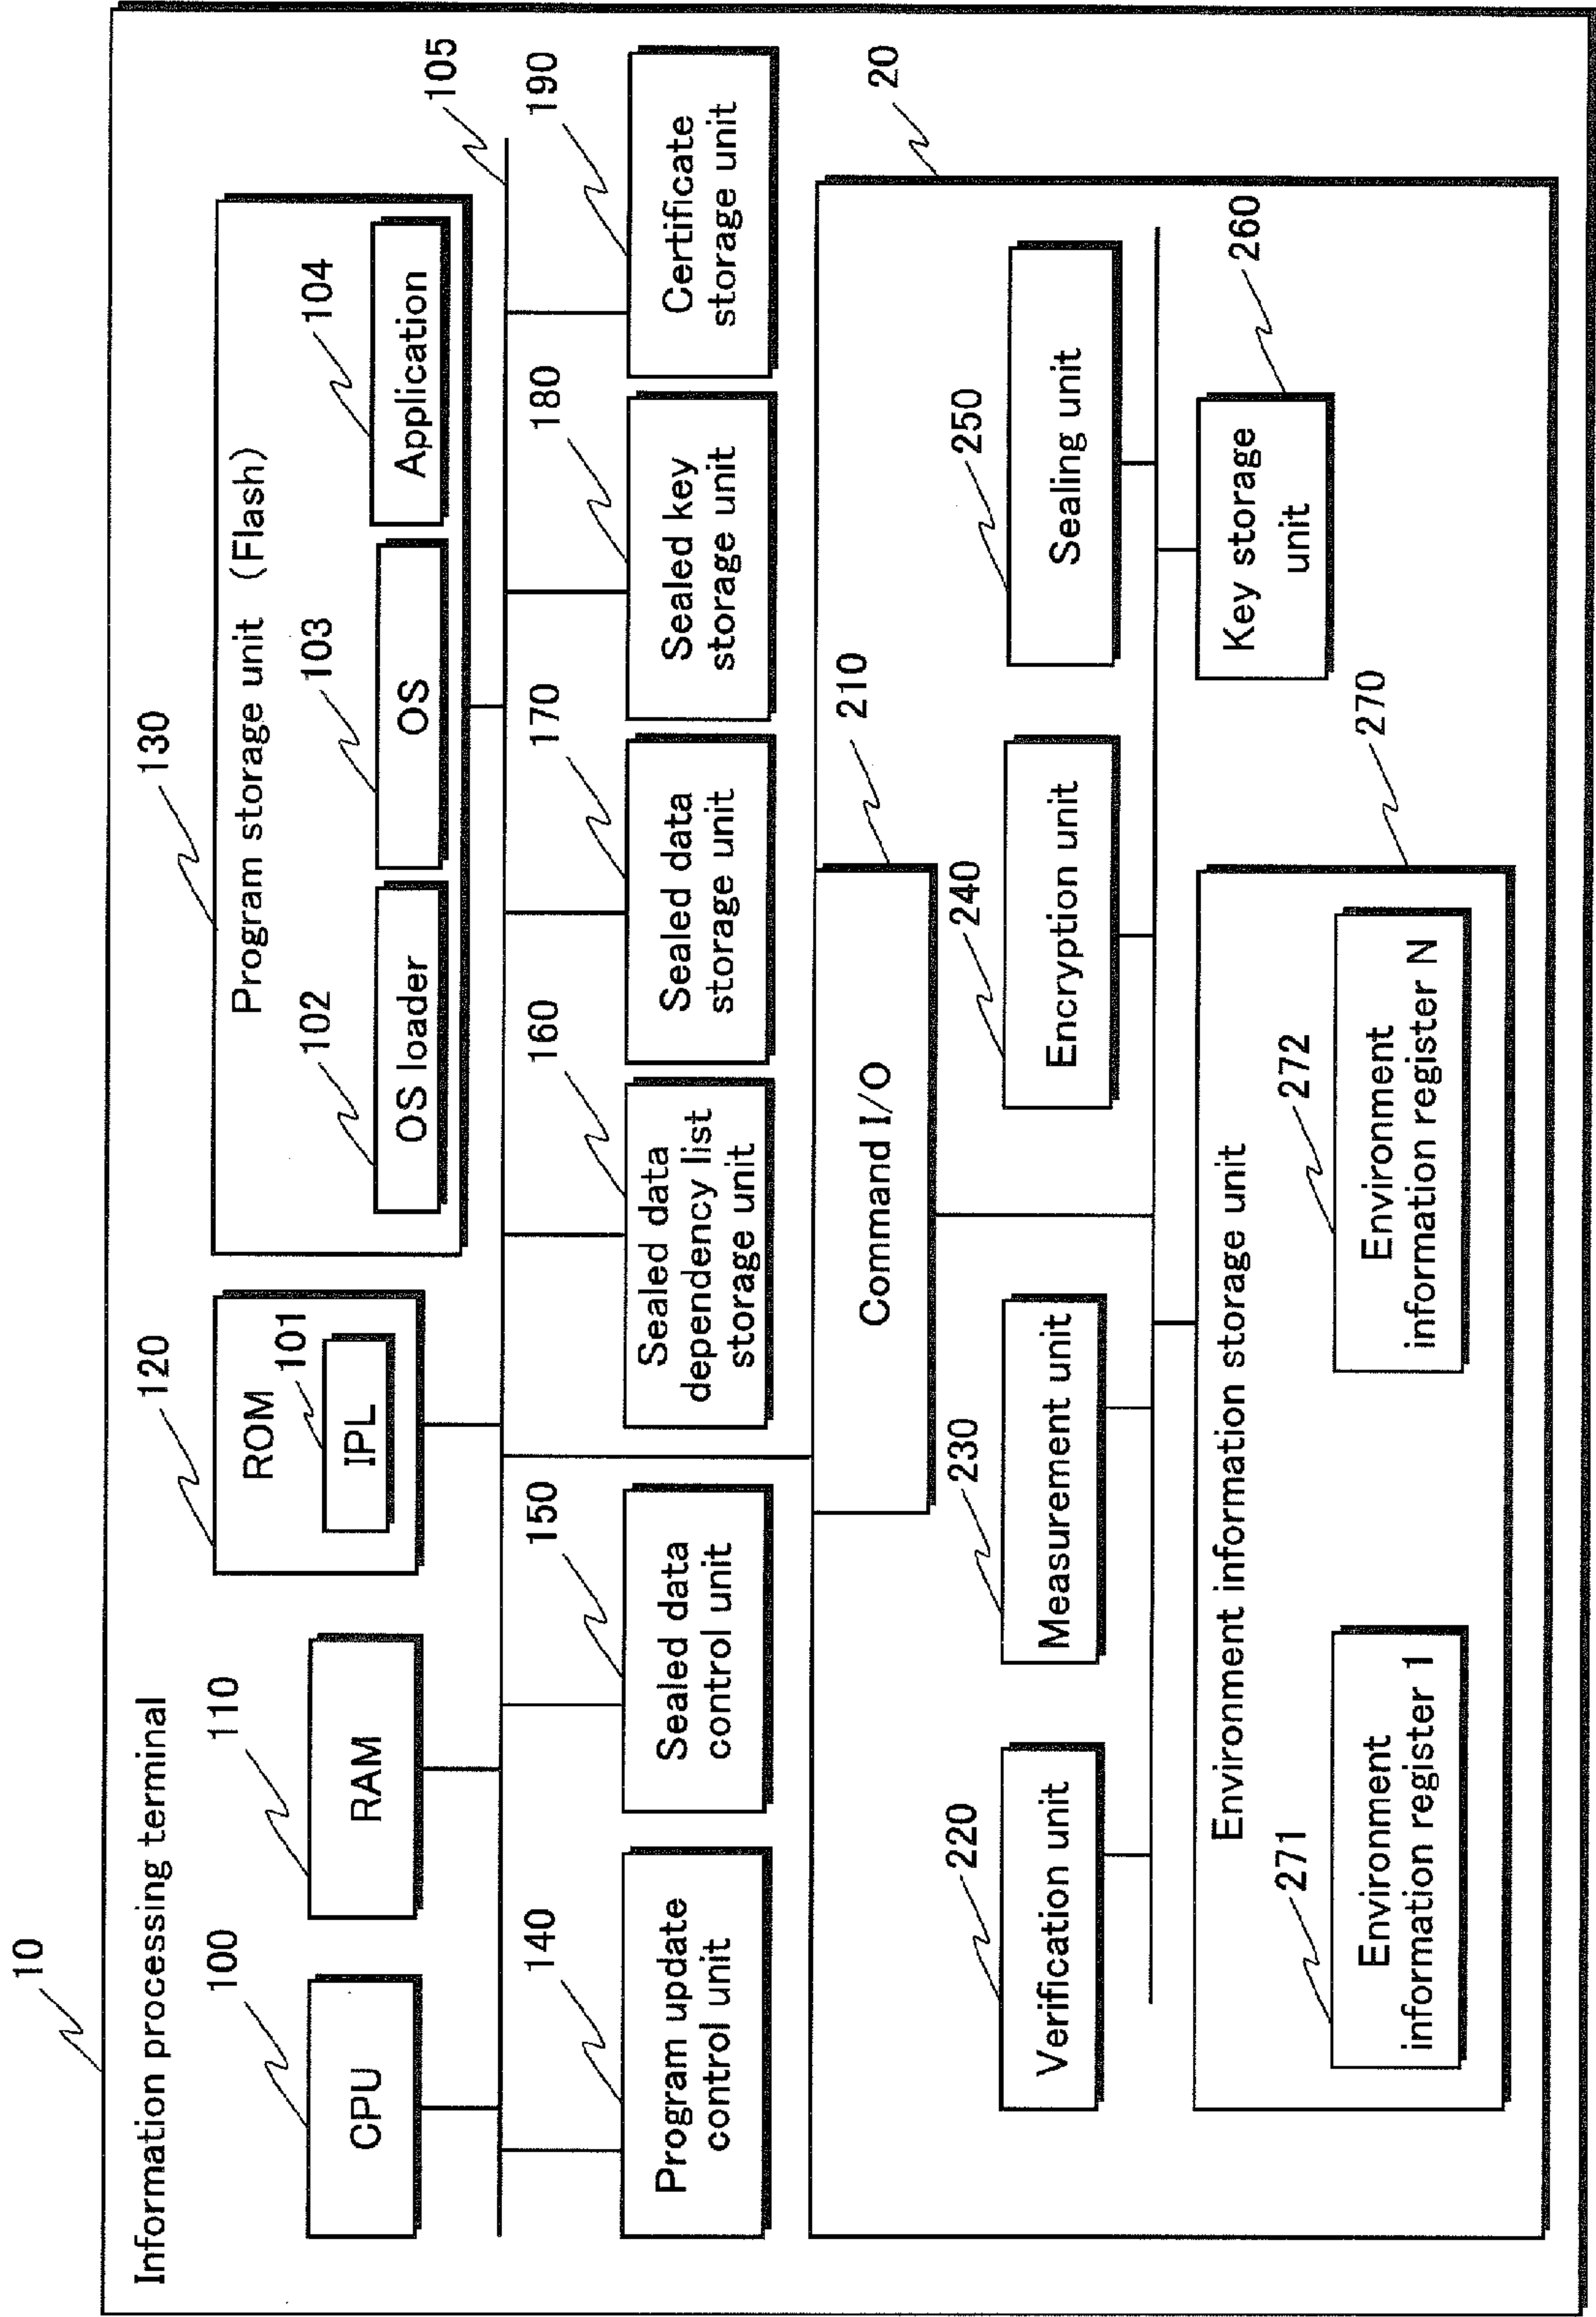 10
Information processing terminal
100
CPU
110
RAM
120
ROM
101
IPL
130
Program storage unit (Flash)
102
OS loader
103
OS
104
Application
105
140
Program update
control unit
150
Sealed data
control unit
160
Sealed data
dependency list
storage unit
170
Sealed data
storage unit
180
Sealed key
storage unit
190
Certificate
storage unit
20
210
Command I/O
220
Verification unit
230
Measurement unit
240
Encryption unit
250
Sealing unit
260
Key storage
unit
270
Environment information storage unit
271
Environment
information register 1
272
Environment
information register N